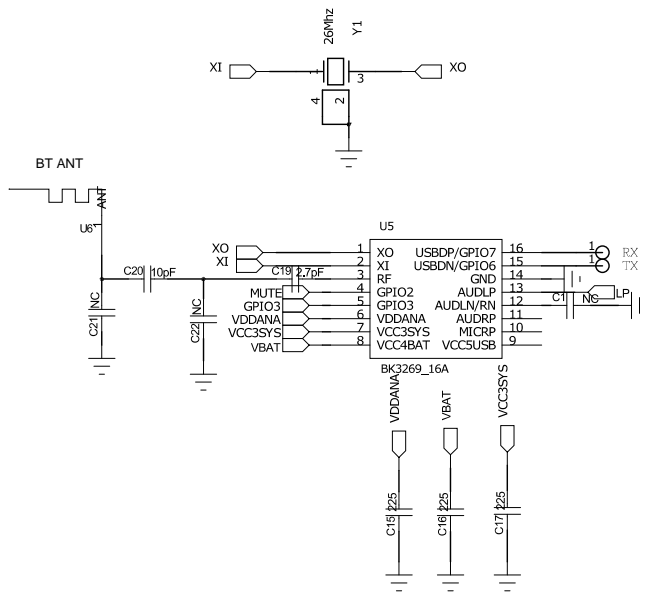 26Mhz
Y1
XI
1
3
XO
4
2
BT ANT
ANT
U6
1
U5
XO
1
XO
USBDP/GPIO7
16
1
RX
XI
2
XI
USBDN/GPIO6
15
1
TX
C20
10pF
C19
2.7pF
3
RF
GND
14
MUTE
4
GPIO2
AUDLP
13
LP
GPIO3
5
GPIO3
AUDLN/RN
12
C1
NC
VDDANA
6
VDDANA
AUDRP
11
VCC3SYS
7
VCC3SYS
MICRP
10
VBAT
8
VCC4BAT
VCC5USB
9
C21
NC
C22
NC
BK3269_16A
VDDANA
VBAT
VCC3SYS
C15
225
C16
225
C17
225